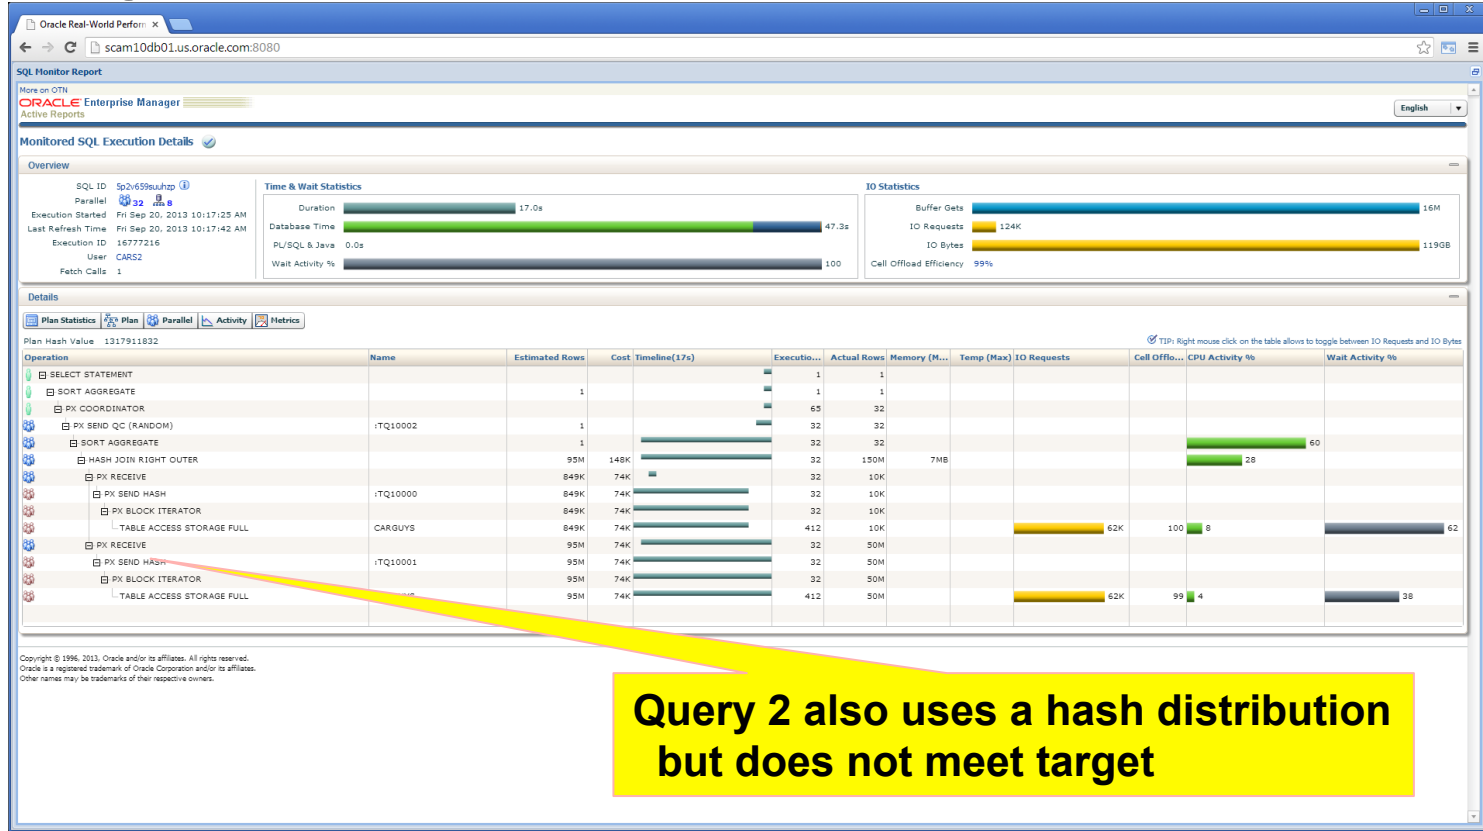 Oracle Real-World Perform
scam10db01.us.oracle.com:8080
SQL Monitor Report
More on OTN
ORACLE Enterprise Manager
Active Reports
English
Monitored SQL Execution Details
Overview
SQL ID 5p2v659suuhzp
Parallel 32 8
Execution Started Fri Sep 20, 2013 10:17:25 AM
Last Refresh Time Fri Sep 20, 2013 10:17:42 AM
Execution ID 16777216
User CARS2
Fetch Calls 1
Time & Wait Statistics
Duration 17.0s
Database Time 47.3s
PL/SQL & Java 0.0s
Wait Activity % 100
IO Statistics
Buffer Gets 16M
IO Requests 124K
IO Bytes 119GB
Cell Offload Efficiency 99%
Details
Plan Statistics Plan Parallel Activity Metrics
Plan Hash Value 1317911832
TIP: Right mouse click on the table allows to toggle between IO Requests and IO Bytes
Operation Name Estimated Rows Cost Timeline(17s) Executio... Actual Rows Memory (M... Temp (Max) IO Requests Cell Offlo... CPU Activity % Wait Activity %
SELECT STATEMENT 1 1
SORT AGGREGATE 1 1 1
PX COORDINATOR 65 32
PX SEND QC (RANDOM) :TQ10002 1 32 32
SORT AGGREGATE 1 32 32 60
HASH JOIN RIGHT OUTER 95M 148K 32 150M 7MB 28
PX RECEIVE 849K 74K 32 10K
PX SEND HASH :TQ10000 849K 74K 32 10K
PX BLOCK ITERATOR 849K 74K 32 10K
TABLE ACCESS STORAGE FULL CARGUYS 849K 74K 412 10K 62K 100 8 62
PX RECEIVE 95M 74K 32 50M
PX SEND HASH :TQ10001 95M 74K 32 50M
PX BLOCK ITERATOR 95M 74K 32 50M
TABLE ACCESS STORAGE FULL 95M 74K 412 50M 62K 99 4 38
Copyright © 1996, 2013, Oracle and/or its affiliates. All rights reserved.
Oracle is a registered trademark of Oracle Corporation and/or its affiliates.
Other names may be trademarks of their respective owners.
Query 2 also uses a hash distribution
but does not meet target